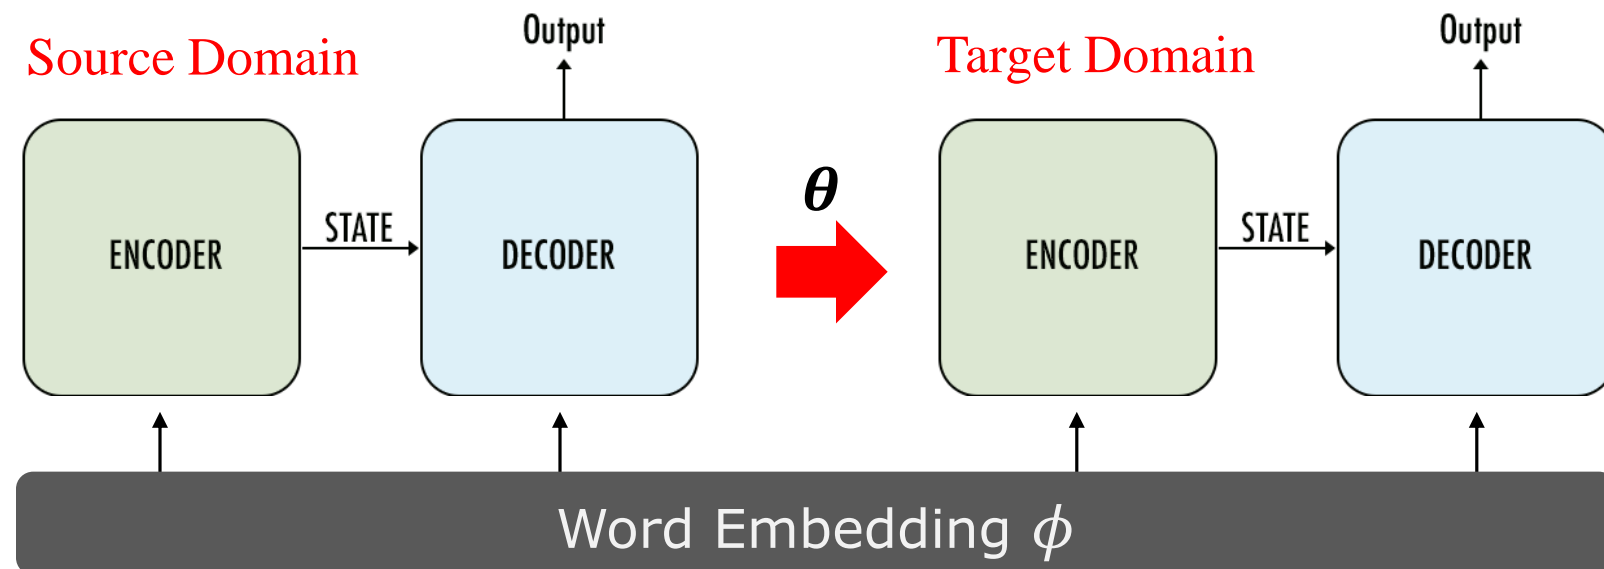 Source Domain
Output
ENCODER
STATE
DECODER
θ
Target Domain
Output
ENCODER
STATE
DECODER
Word Embedding ϕ